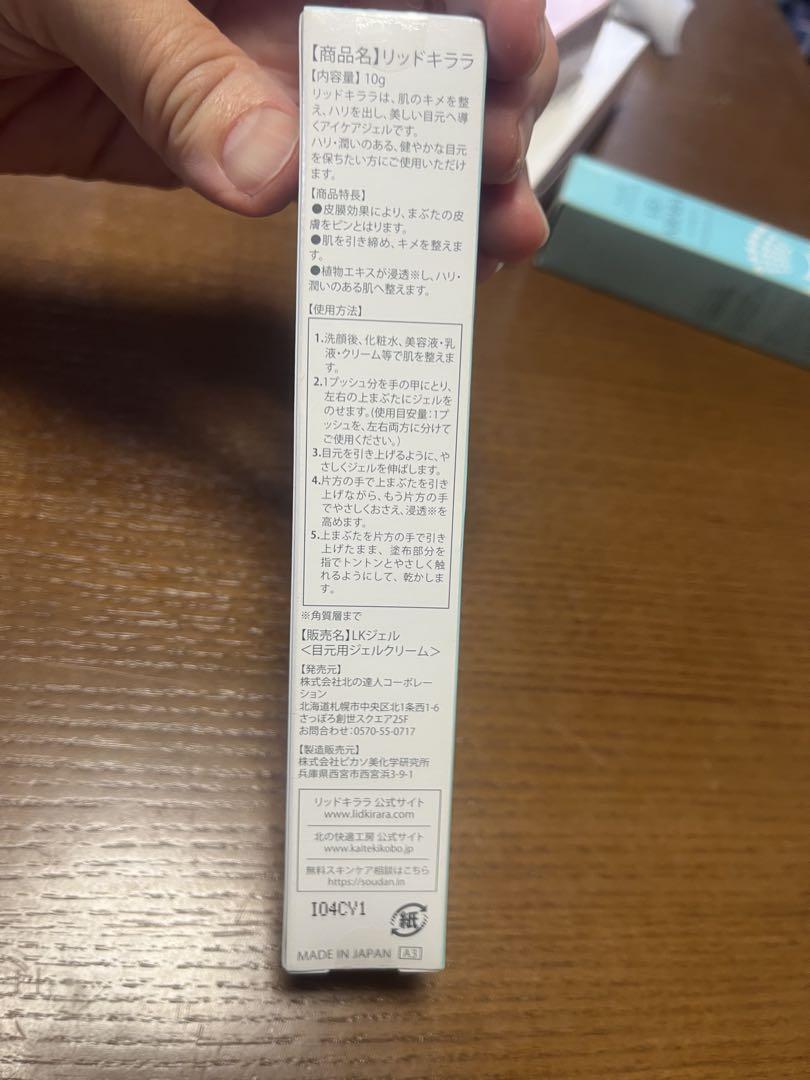 【商品名】リッドキララ
【内容量】10g
リッドキララは、肌のキメを整
え、ハリを出し、美しい目元へ導
くアイケアジェルです。
ハリ・潤いのある、健やかな目元
を保ちたい方にご使用いただけ
ます。
【商品特長】
●皮膜効果により、まぶたの皮
膚をピンとはります。
●肌を引き締め、キメを整えま
す。
●植物エキスが浸透※し、ハリ・
潤いのある肌へ整えます。
【使用方法】
1.洗顔後、化粧水、美容液・乳
液・クリーム等で肌を整えま
す。
2.1プッシュ分を手の甲にとり、
左右の上まぶたにジェルを
のせます。(使用目安量：1プ
ッシュを、左右両方に分けて
ご使用ください。)
3.目元を引き上げるように、や
さしくジェルを伸ばします。
4.片方の手で上まぶたを引き
上げながら、もう片方の手
でやさしくおさえ、浸透※を
高めます。
5.上まぶたを片方の手で引き
上げたまま、塗布部分を
指でトントンとやさしく触
れるようにして、乾かしま
す。
※角質層まで
【販売名】LKジェル
＜目元用ジェルクリーム＞
【発売元】
株式会社北の達人コーポレー
ション
北海道札幌市中央区北1条西1-6
さっぽろ創世スクエア25F
お問合わせ：0570-55-0717
【製造販売元】
株式会社ピカソ美化学研究所
兵庫県西宮市西宮浜3-9-1
リッドキララ 公式サイト
www.lidkirara.com
北の快適工房 公式サイト
www.kaitekikobo.jp
無料スキンケア相談はこちら
https://soudan.in
I04CY1
紙
MADE IN JAPAN A3